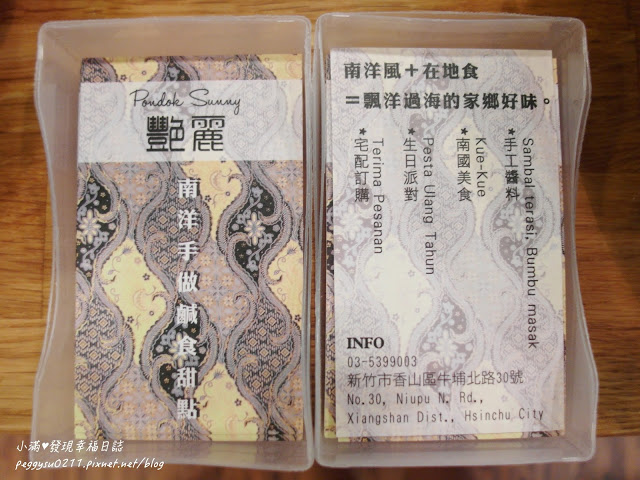 Pondok Sunny
艷麗
南洋手做鹹食甜點
南洋風＋在地食
＝飄洋過海的家鄉好味。
★手工醬料
Sambal terasi, Bumbu masak
★南國美食
Kue-Kue
★生日派對
Pesta Ulang Tahun
★宅配訂購
Terima Pesanan
INFO
03-5399003
新竹市香山區牛埔北路30號
No.30, Niupu N. Rd.,
Xiangshan Dist., Hsinchu City
小滿♥發現幸福日誌
peggysu0211.pixnet.net/blog